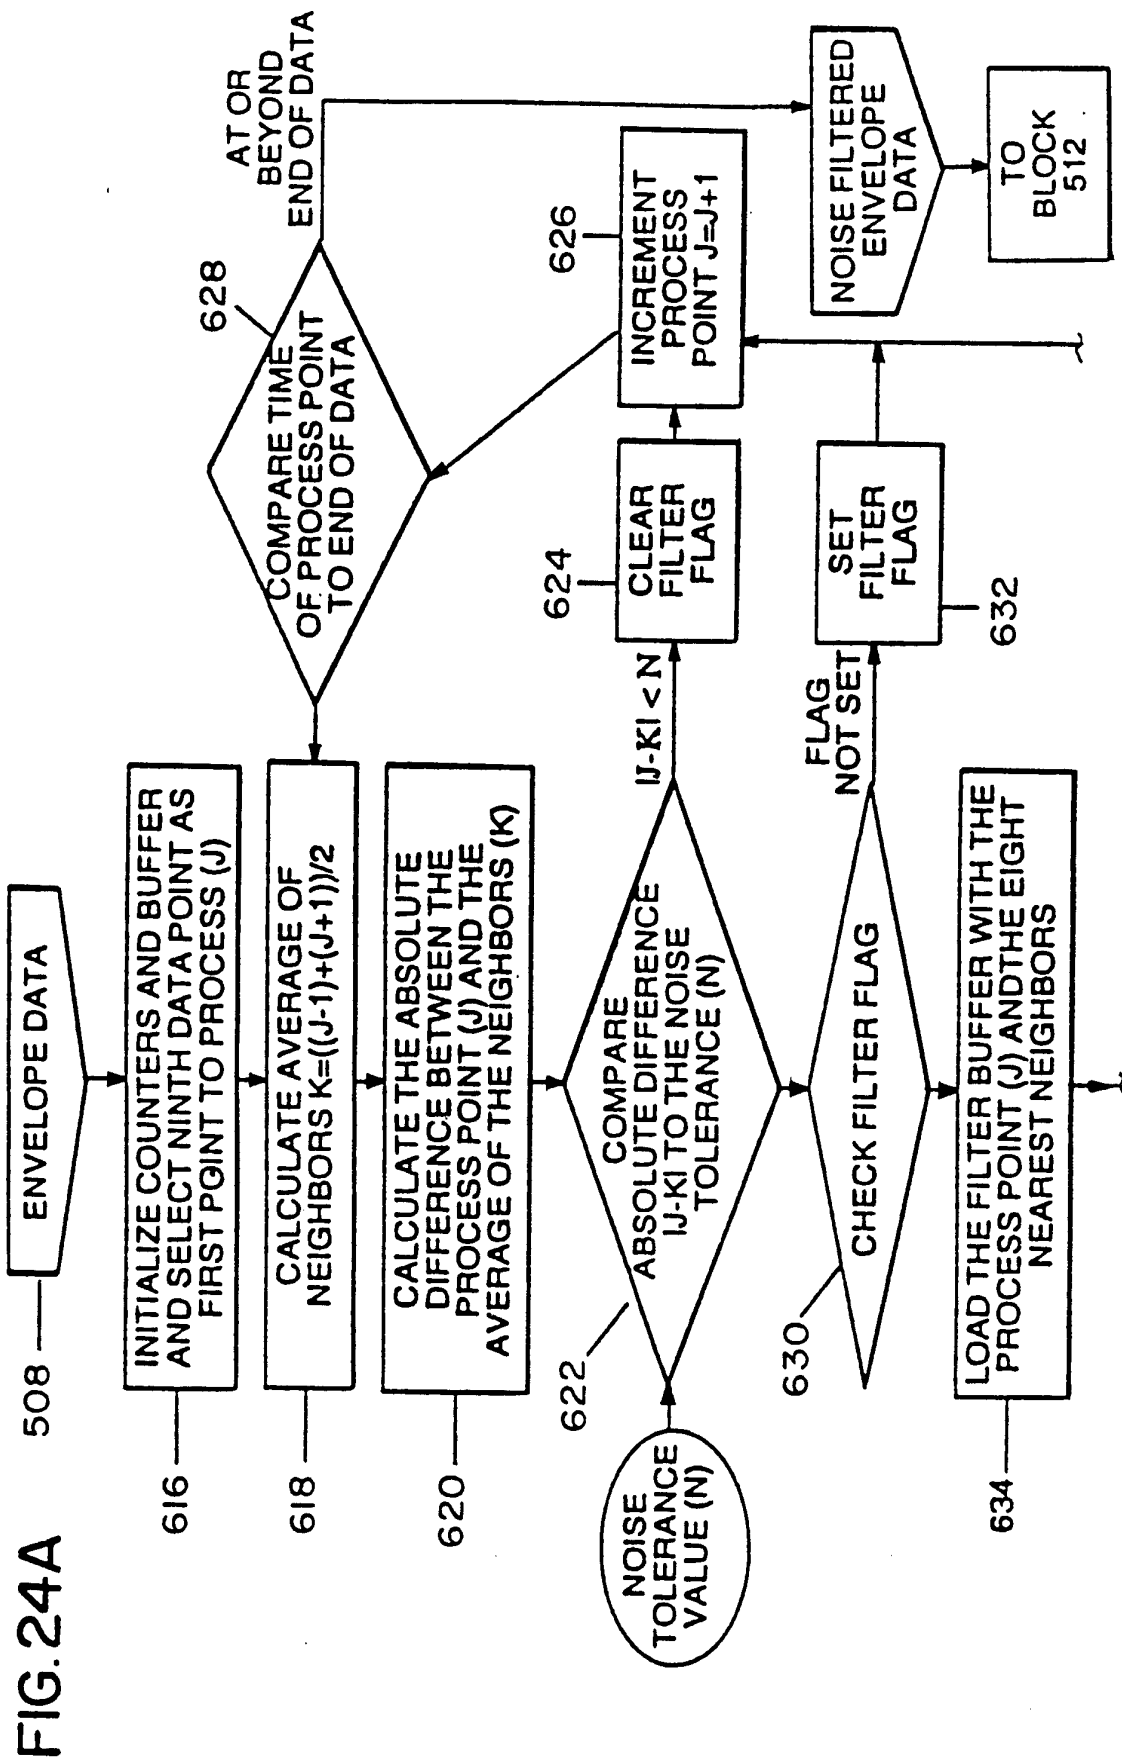 FIG. 24A
508
ENVELOPE DATA
616
INITIALIZE COUNTERS AND BUFFER
AND SELECT NINTH DATA POINT AS
FIRST POINT TO PROCESS (J)
618
CALCULATE AVERAGE OF
NEIGHBORS K=((J-1)+(J+1))/2
620
CALCULATE THE ABSOLUTE
DIFFERENCE BETWEEN THE
PROCESS POINT (J) AND THE
AVERAGE OF THE NEIGHBORS (K)
628
COMPARE TIME
OF PROCESS POINT
TO END OF DATA
AT OR
BEYOND
END OF DATA
NOISE
TOLERANCE
VALUE (N)
622
COMPARE
ABSOLUTE DIFFERENCE
IJ-KI TO THE NOISE
TOLERANCE (N)
IJ-KI < N
624
CLEAR
FILTER
FLAG
626
INCREMENT
PROCESS
POINT J=J+1
630
CHECK FILTER FLAG
FLAG
NOT SET
SET
FILTER
FLAG
632
NOISE FILTERED
ENVELOPE
DATA
TO
BLOCK
512
634
LOAD THE FILTER BUFFER WITH THE
PROCESS POINT (J) ANDTHE EIGHT
NEAREST NEIGHBORS